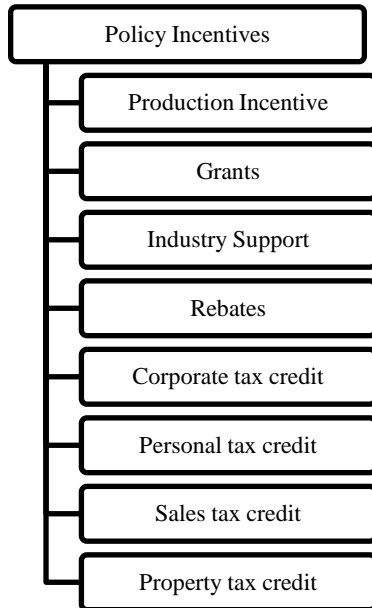 Policy Incentives
Production Incentive
Grants
Industry Support
Rebates
Corporate tax credit
Personal tax credit
Sales tax credit
Property tax credit